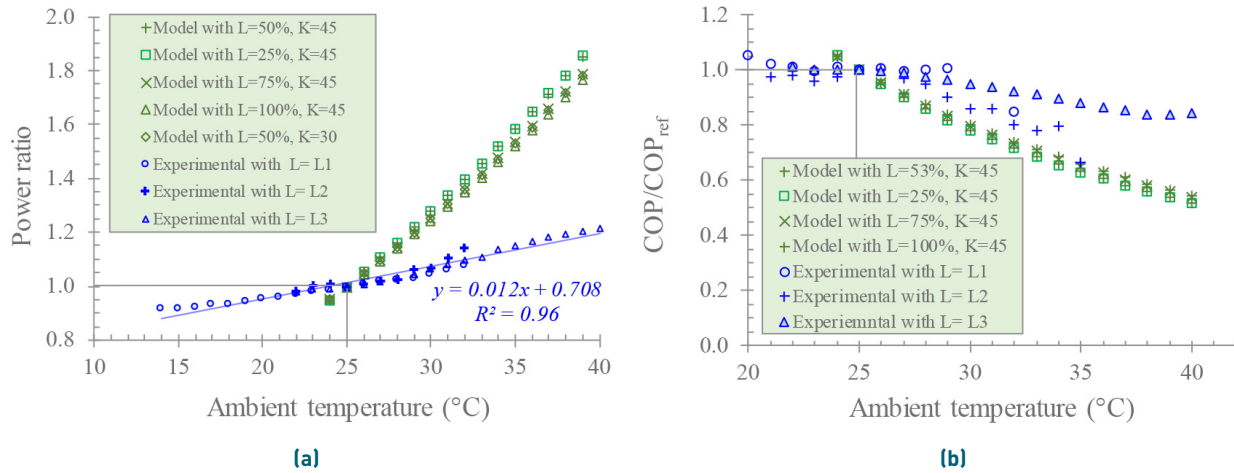 2.0
1.8
1.6
1.4
1.2
1.0
0.8
Power ratio
Model with L=50%, K=45
Model with L=25%, K=45
Model with L=75%, K=45
Model with L=100%, K=45
Model with L=50%, K=30
Experimental with L= L1
Experimental with L= L2
Experimental with L= L3
y = 0.012x + 0.708
R² = 0.96
10 15 20 25 30 35 40
Ambient temperature (°C)
(a)
1.2
1.0
0.8
0.6
0.4
0.2
0.0
COP/COPref
Model with L=53%, K=45
Model with L=25%, K=45
Model with L=75%, K=45
Model with L=100%, K=45
Experimental with L= L1
Experimental with L= L2
Experiemntal with L= L3
20 25 30 35 40
Ambient temperature (°C)
(b)